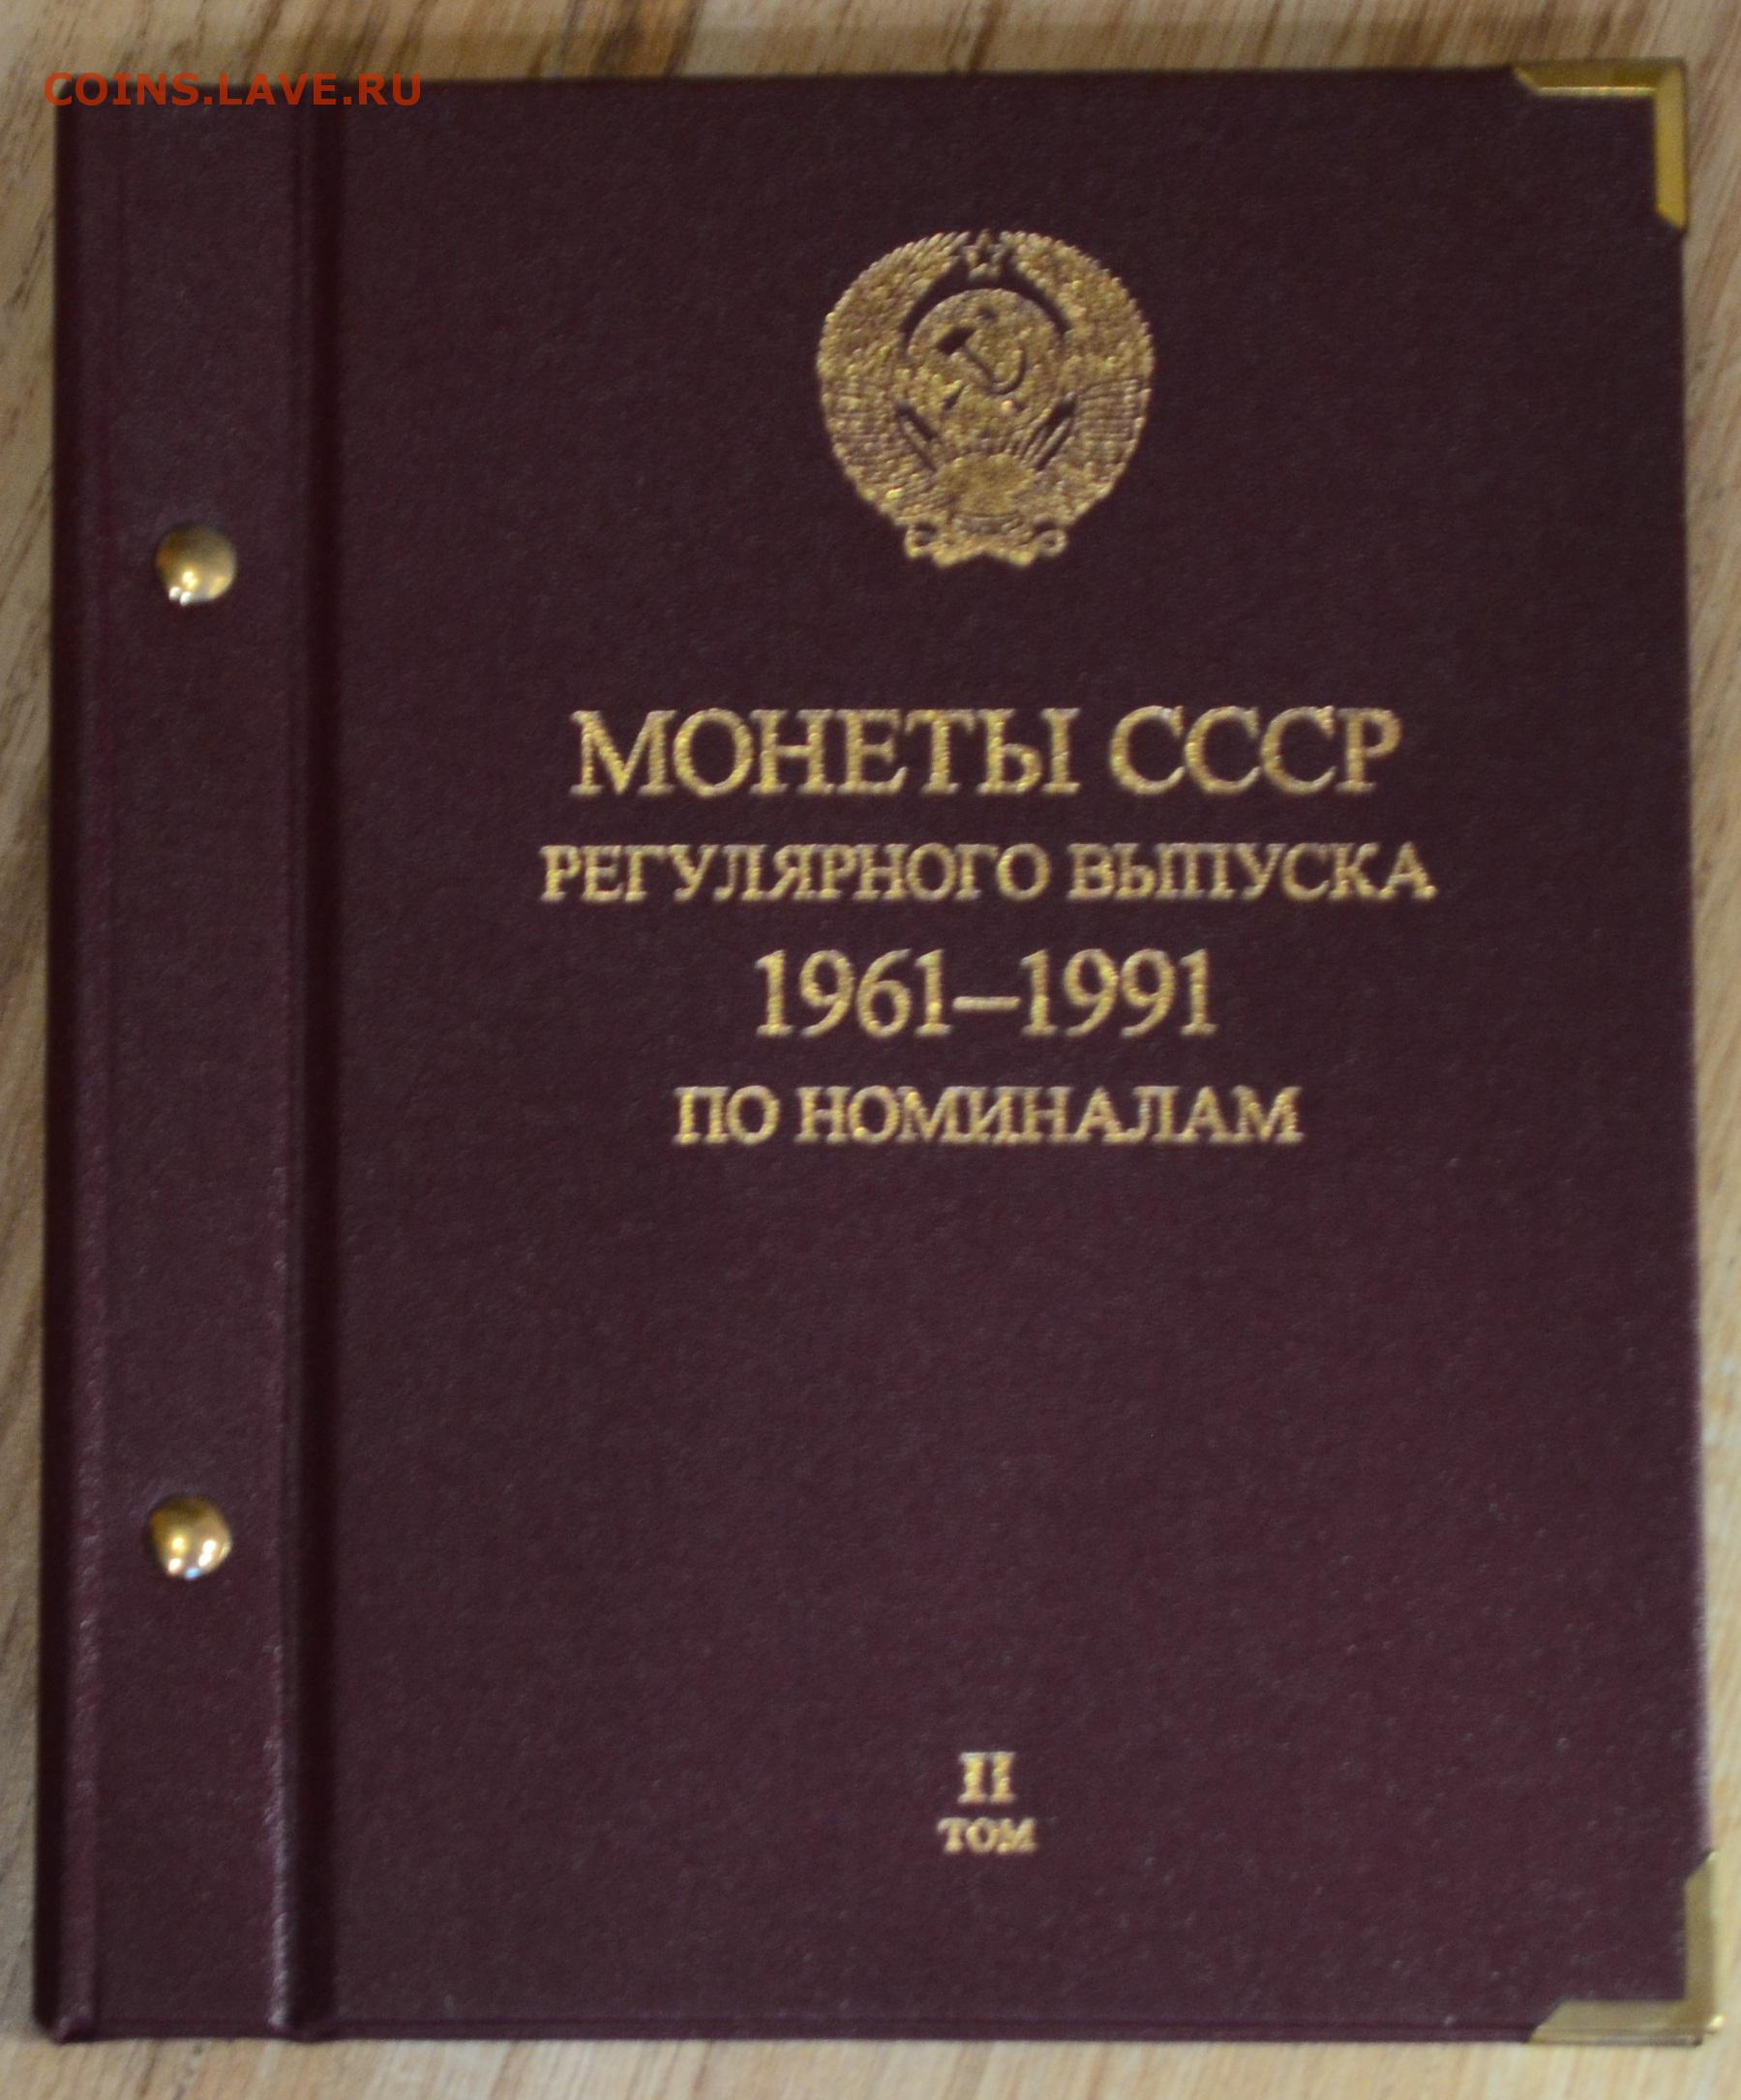 COINS.LAVE.RU
МОНЕТЫ СССР
РЕГУЛЯРНОГО ВЫПУСКА
1961–1991
ПО НОМИНАЛАМ
II
ТОМ